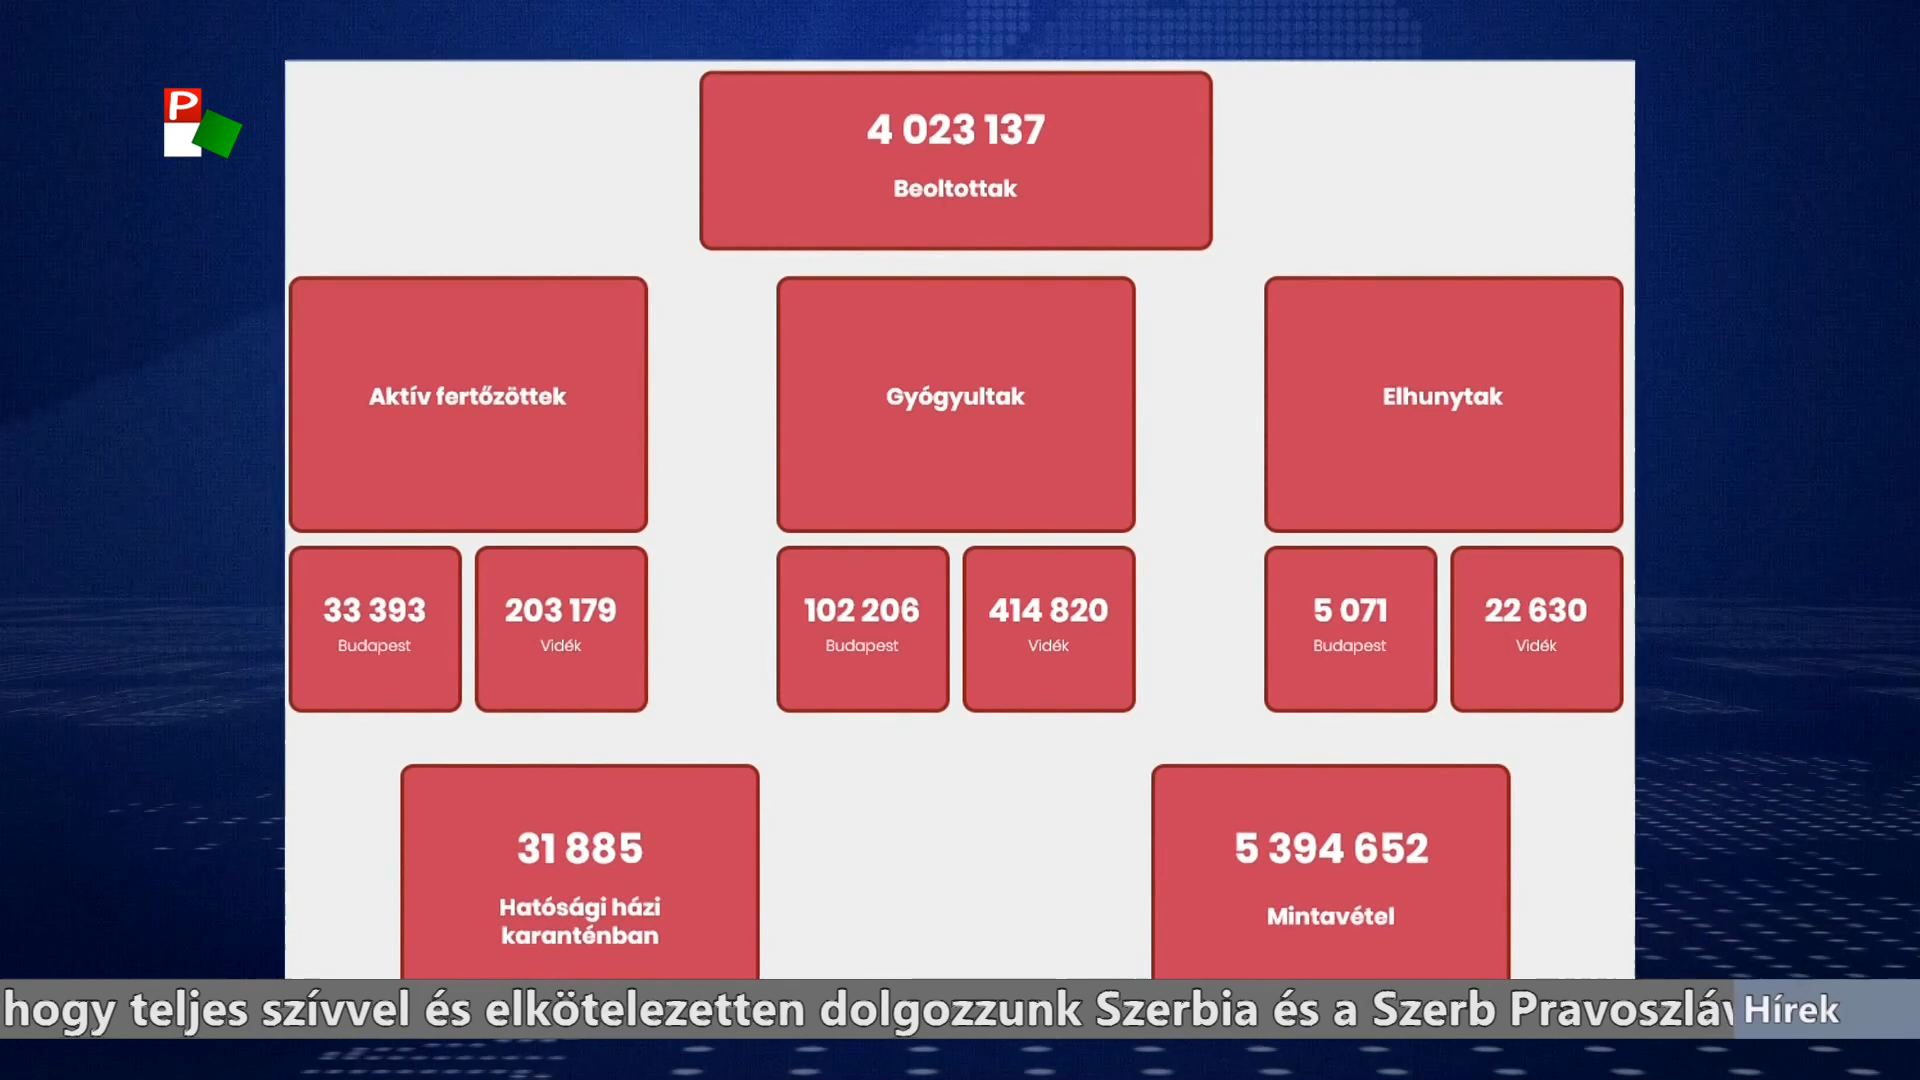 P
4 023 137
Beoltottak
Aktív fertőzöttek
Gyógyultak
Elhunytak
33 393
Budapest
203 179
Vidék
102 206
Budapest
414 820
Vidék
5 071
Budapest
22 630
Vidék
31 885
Hatósági házi
karanténban
5 394 652
Mintavétel
hogy teljes szívvel és elkötelezetten dolgozzunk Szerbia és a Szerb Pravoszláv
Hírek